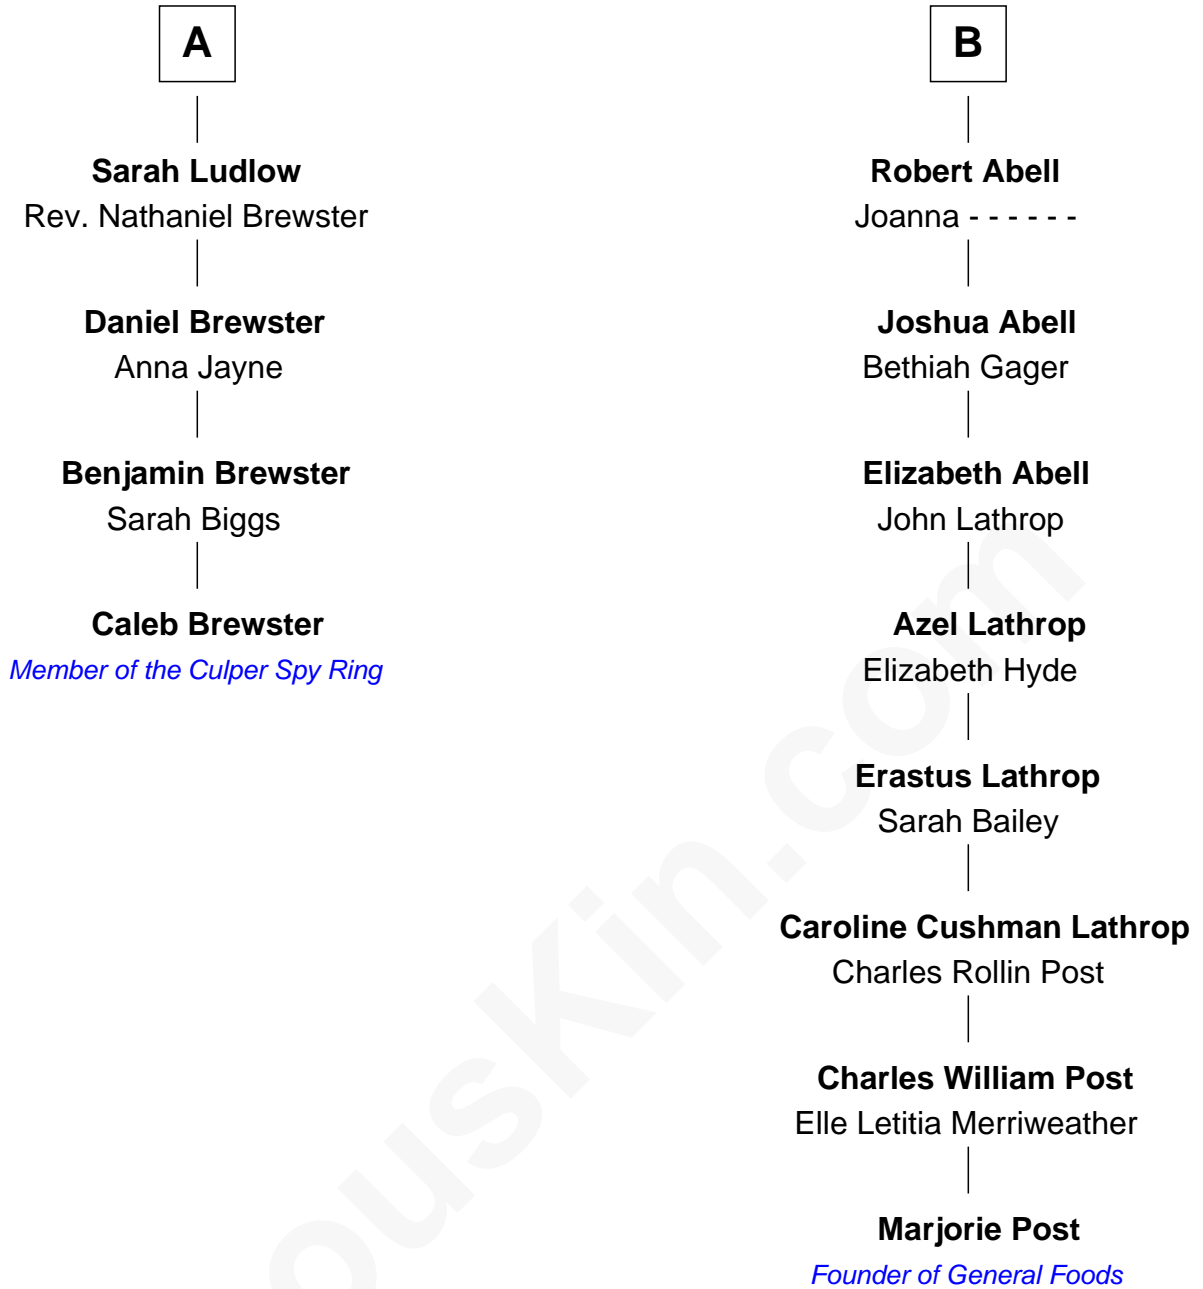 A
Sarah Ludlow
Rev. Nathaniel Brewster
Daniel Brewster
Anna Jayne
Benjamin Brewster
Sarah Biggs
Caleb Brewster
Member of the Culper Spy Ring
B
Robert Abell
Joanna - - - - - -
Joshua Abell
Bethiah Gager
Elizabeth Abell
John Lathrop
Azel Lathrop
Elizabeth Hyde
Erastus Lathrop
Sarah Bailey
Caroline Cushman Lathrop
Charles Rollin Post
Charles William Post
Elle Letitia Merriweather
Marjorie Post
Founder of General Foods
ousKin.com